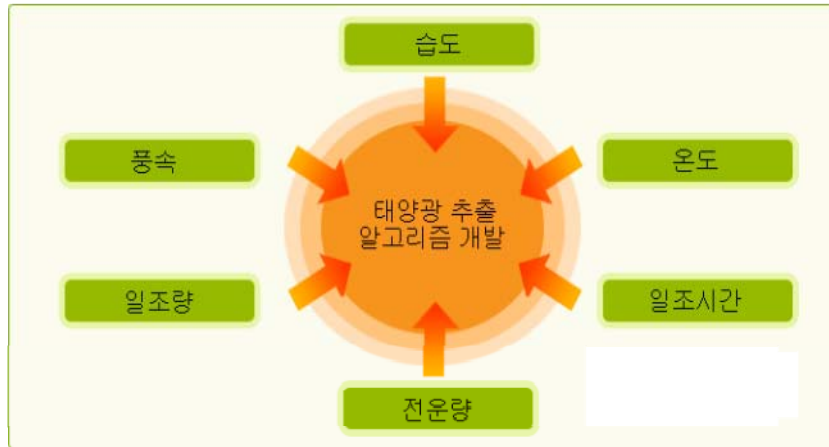 습도
풍속
온도
태양광 추출
알고리즘 개발
일조량
일조시간
전운량